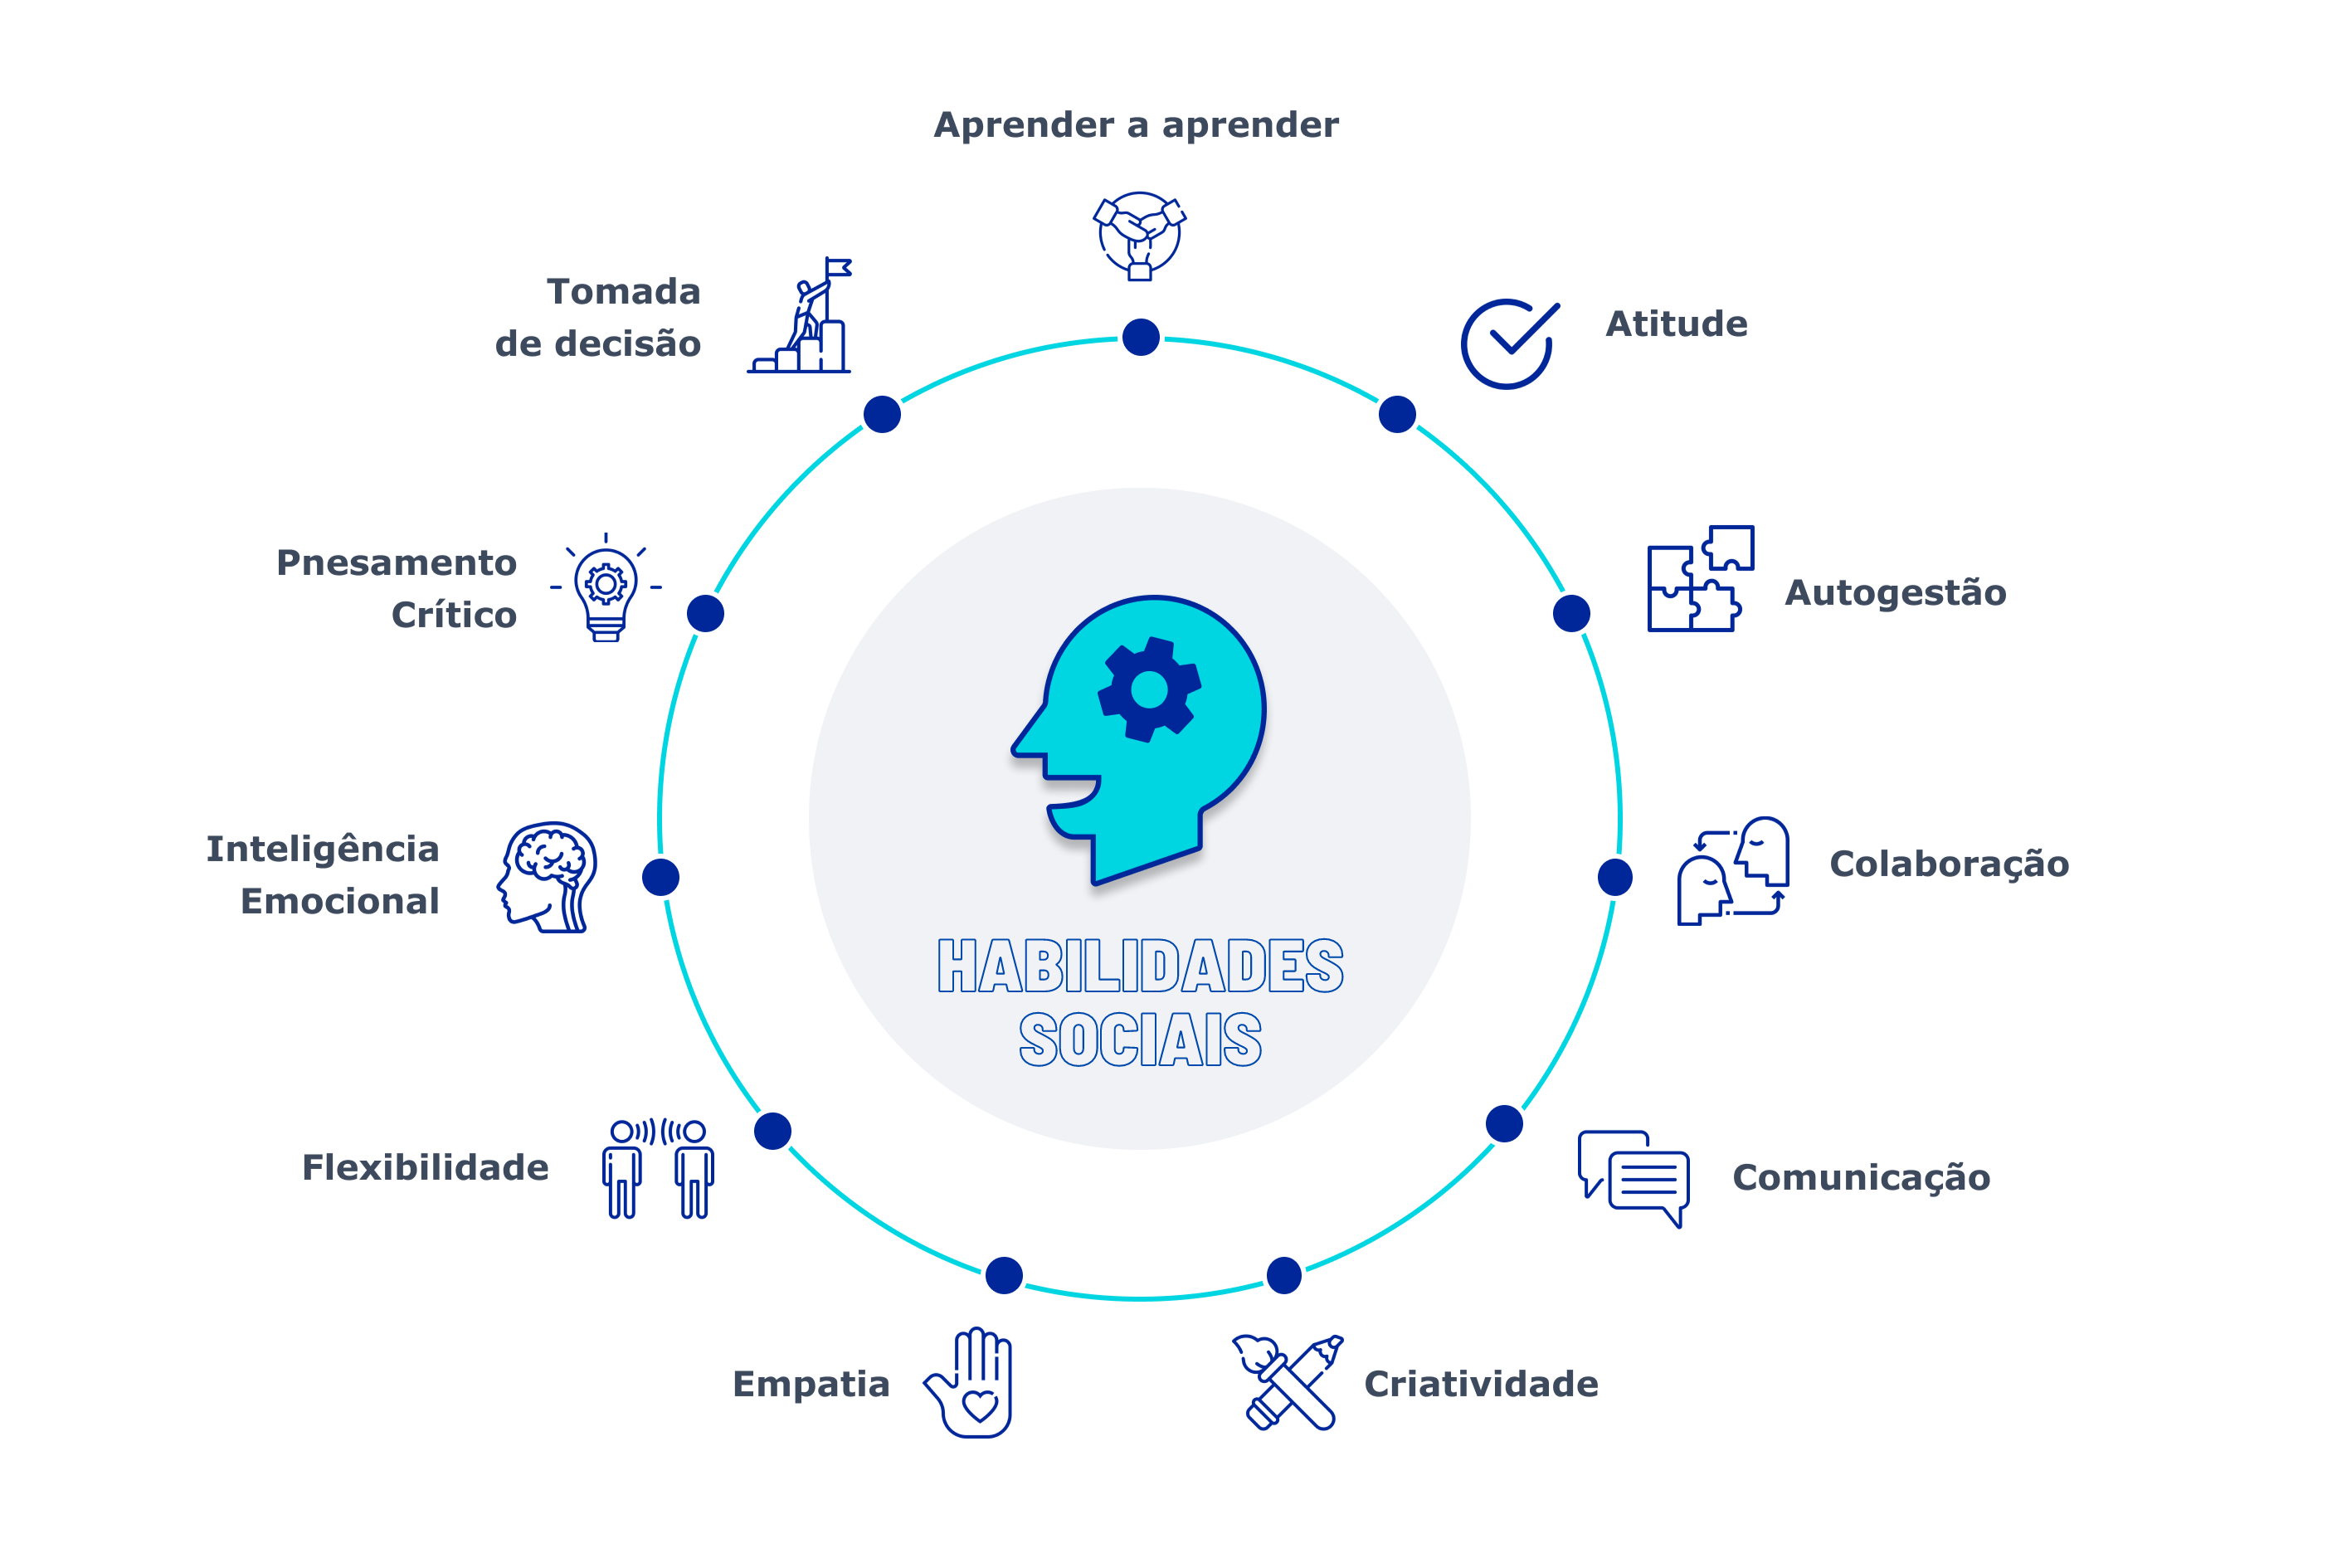 Aprender a aprender
Tomada
de decisão
Atitude
Pnesamento
Crítico
Autogestão
Inteligência
Emocional
Colaboração
HABILIDADES
SOCIAIS
Flexibilidade
Comunicação
Empatia
Criatividade